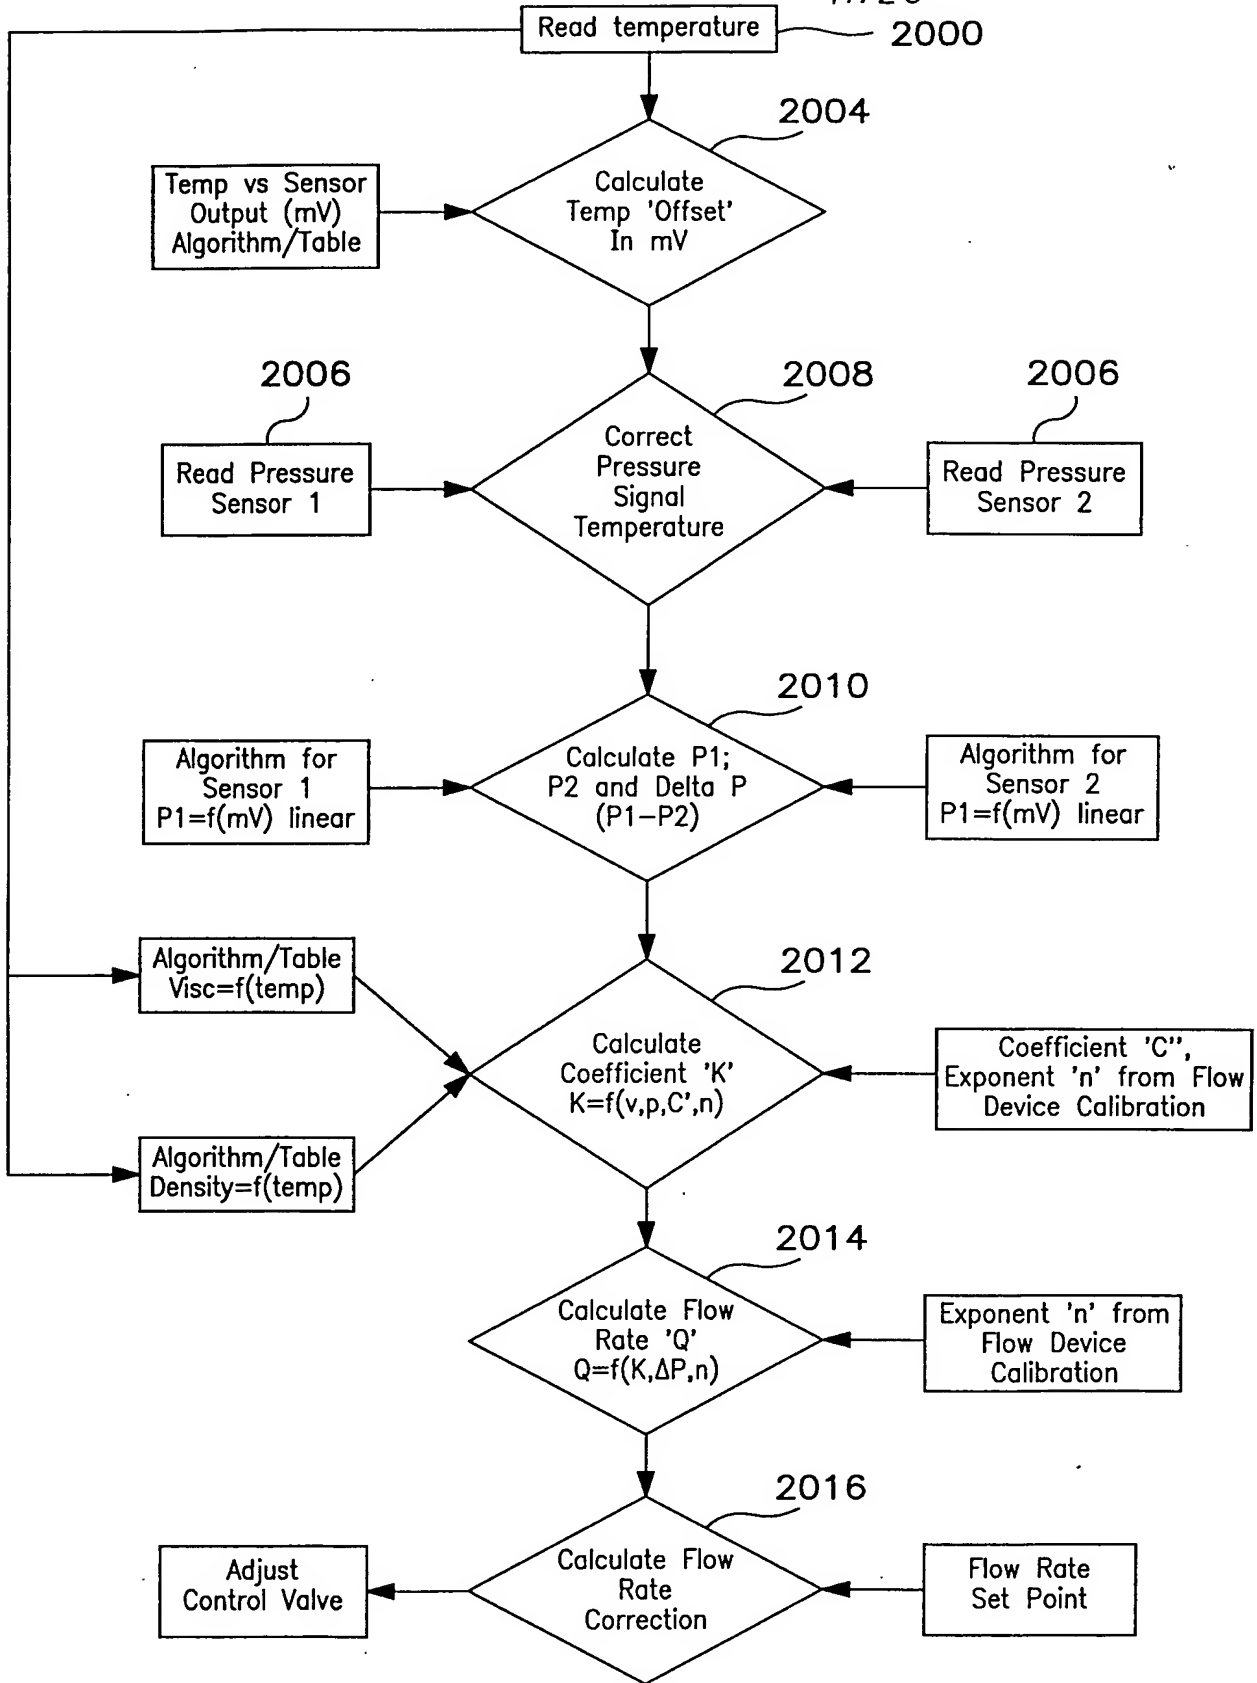 Read temperature
2000
2004
Temp vs Sensor
Output (mV)
Algorithm/Table
Calculate
Temp 'Offset'
In mV
2006
2008
2006
Read Pressure
Sensor 1
Correct
Pressure
Signal
Temperature
Read Pressure
Sensor 2
2010
Algorithm for
Sensor 1
P1=f(mV) linear
Calculate P1;
P2 and Delta P
(P1-P2)
Algorithm for
Sensor 2
P1=f(mV) linear
2012
Algorithm/Table
Visc=f(temp)
Calculate
Coefficient 'K'
K=f(v,p,C',n)
Coefficient 'C'',
Exponent 'n' from Flow
Device Calibration
Algorithm/Table
Density=f(temp)
2014
Calculate Flow
Rate 'Q'
Q=f(K,ΔP,n)
Exponent 'n' from
Flow Device
Calibration
2016
Adjust
Control Valve
Calculate Flow
Rate
Correction
Flow Rate
Set Point